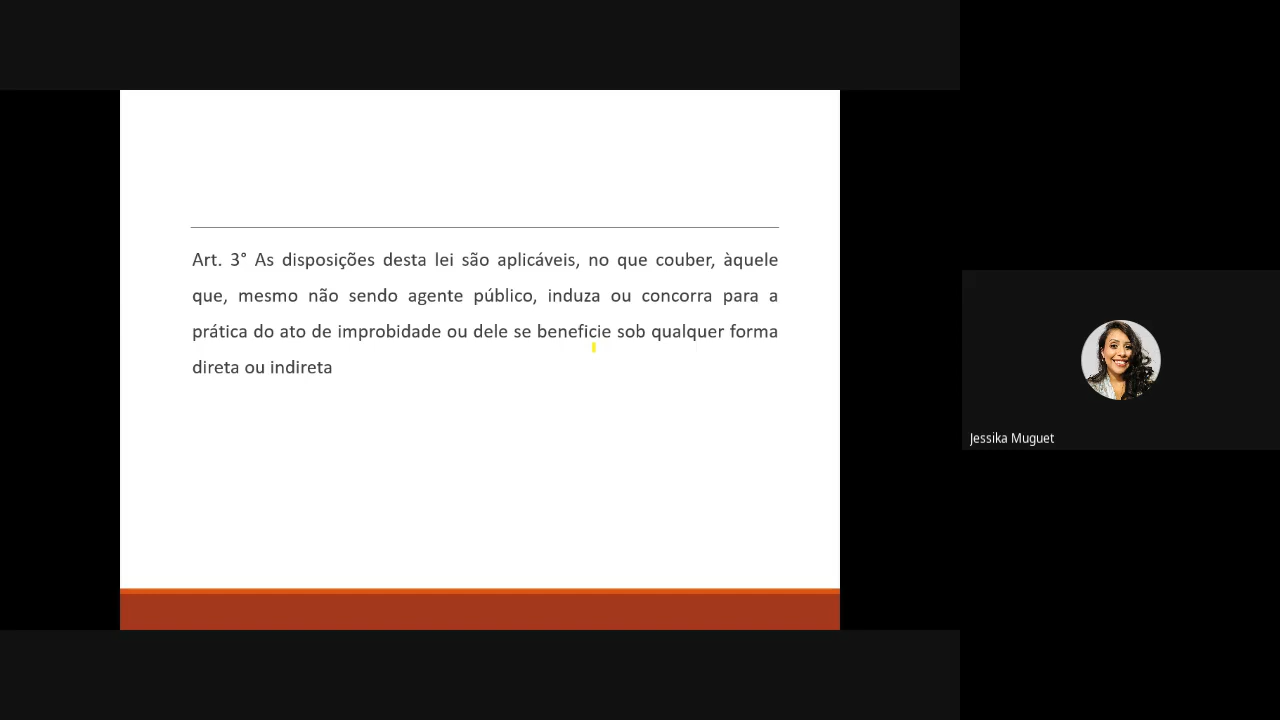 Art. 3° As disposições desta lei são aplicáveis, no que couber, àquele
que, mesmo não sendo agente público, induza ou concorra para a
prática do ato de improbidade ou dele se beneficie sob qualquer forma
direta ou indireta
Jessika Muguet